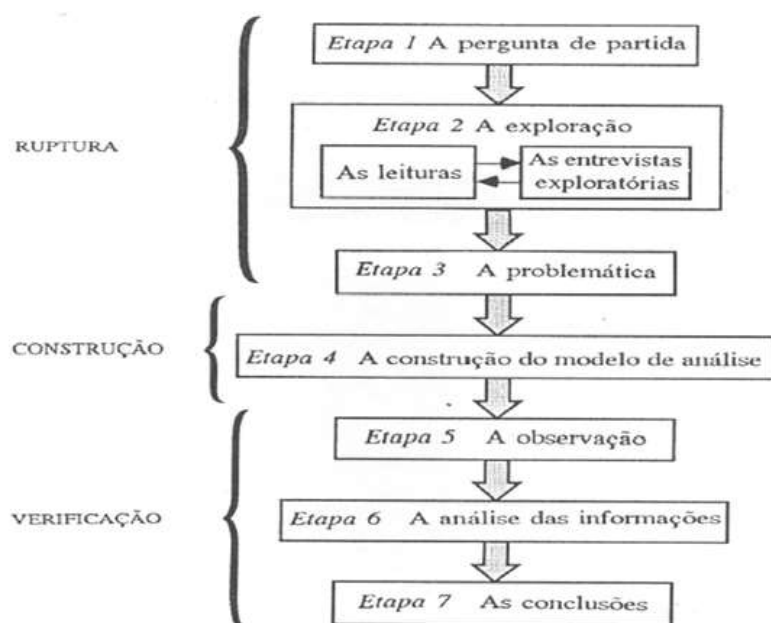 Etapa 1 A pergunta de partida
Etapa 2 A exploração
RUPTURA
As leituras
As entrevistas
exploratórias
Etapa 3 A problemática
CONSTRUÇÃO
Etapa 4 A construção do modelo de análise
Etapa 5 A observação
VERIFICAÇÃO
Etapa 6 A análise das informações
Etapa 7 As conclusões